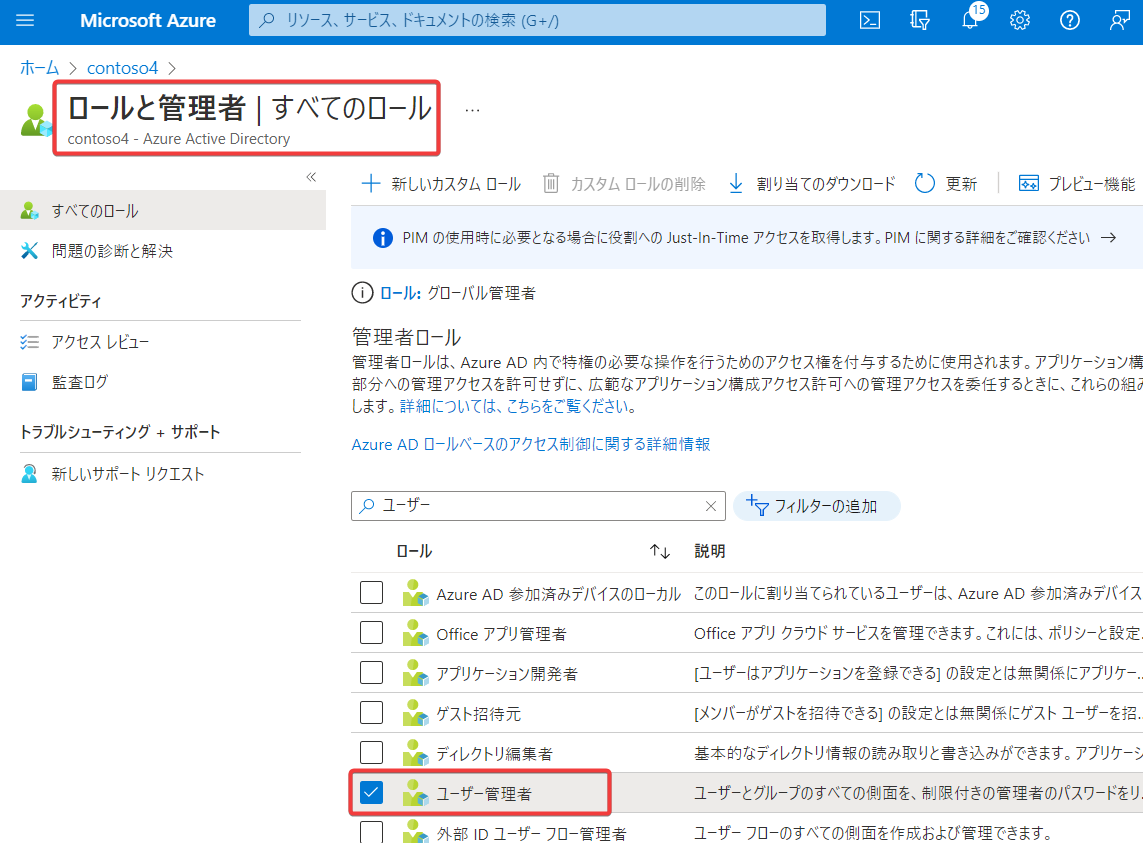 Microsoft Azure
リソース、サービス、ドキュメントの検索 (G+/)
15
ホーム > contoso4 >
ロールと管理者 | すべてのロール ...
contoso4 - Azure Active Directory
«
すべてのロール
問題の診断と解決
アクティビティ
アクセス レビュー
監査ログ
トラブルシューティング + サポート
新しいサポート リクエスト
+ 新しいカスタム ロール カスタム ロールの削除 ↓ 割り当てのダウンロード 更新 | プレビュー機能
PIM の使用時に必要となる場合に役割への Just-In-Time アクセスを取得します。PIM に関する詳細をご確認ください →
ロール: グローバル管理者
管理者ロール
管理者ロールは、Azure AD 内で特権の必要な操作を行うためのアクセス権を付与するために使用されます。アプリケーション構
部分への管理アクセスを許可せずに、広範なアプリケーション構成アクセス許可への管理アクセスを委任するときに、これらの組み
します。詳細については、こちらをご覧ください。
Azure AD ロールベースのアクセス制御に関する詳細情報
ユーザー
フィルターの追加
ロール ↑↓ 説明
Azure AD 参加済みデバイスのローカル このロールに割り当てられているユーザーは、Azure AD 参加済みデバイス
Office アプリ管理者 Office アプリ クラウド サービスを管理できます。これには、ポリシーと設定.
アプリケーション開発者 [ユーザーはアプリケーションを登録できる] の設定とは無関係にアプリケー..
ゲスト招待元 [メンバーがゲストを招待できる] の設定とは無関係にゲスト ユーザーを招.
ディレクトリ編集者 基本的なディレクトリ情報の読み取りと書き込みができます。アプリケーシ
ユーザー管理者 ユーザーとグループのすべての側面を、制限付きの管理者のパスワードをリ.
外部 ID ユーザー フロー管理者 ユーザー フローのすべての側面を作成および管理できます。